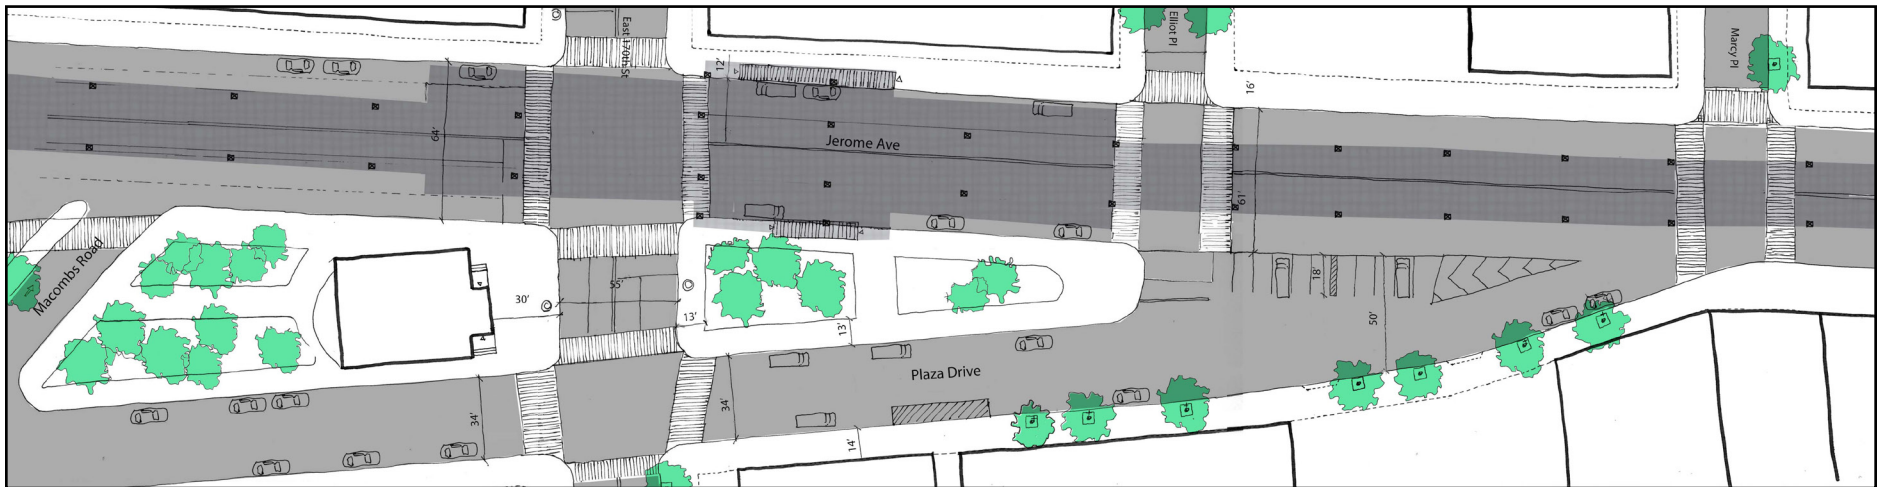 East 170th St
Elliot Pl
Marcy Pl
12'
16'
64'
Jerome Ave
61'
Macombs Road
30'
55'
13'
13'
18'
50'
Plaza Drive
34'
34'
14'